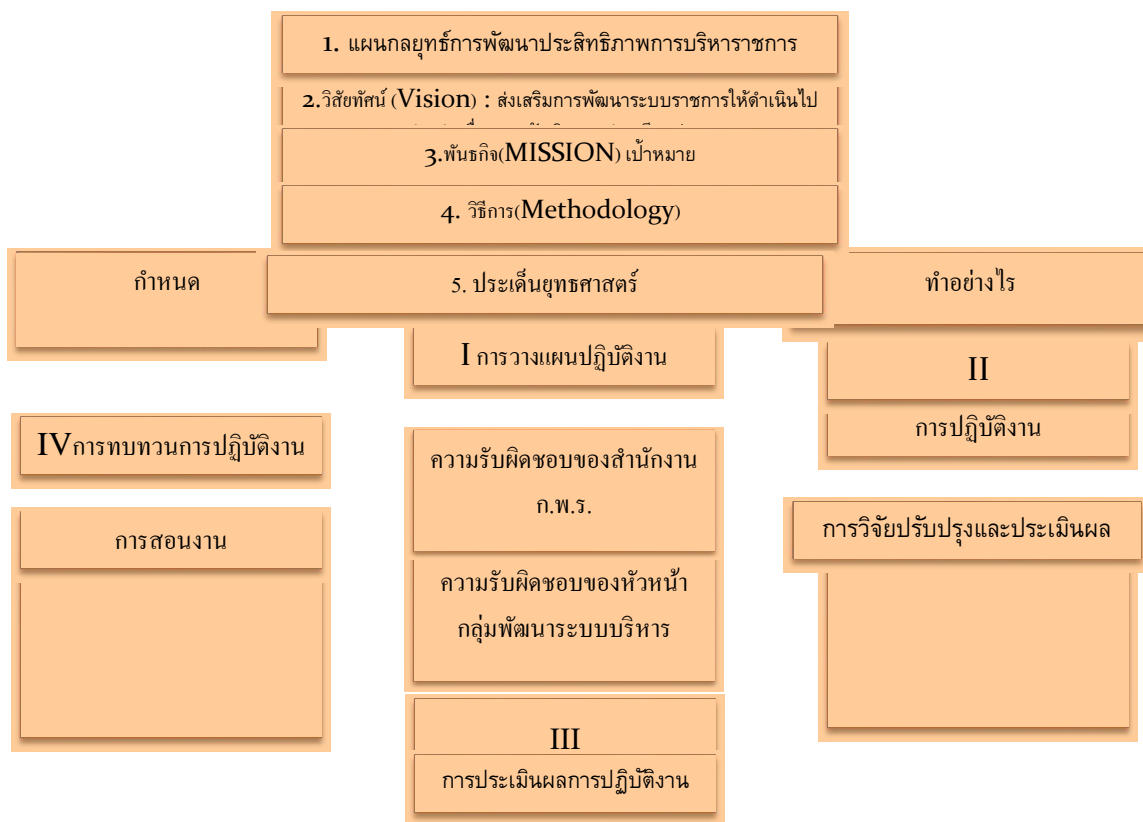 1. แผนกลยุทธ์การพัฒนาประสิทธิภาพการบริหาราชการ
2.วิสัยทัศน์ (Vision) : ส่งเสริมการพัฒนาระบบราชการให้ดำเนินไป
3.พันธกิจ(MISSION) เป้าหมาย
4. วิธีการ(Methodology)
กำหนด
5. ประเด็นยุทธศาสตร์
ทำอย่างไร
I การวางแผนปฏิบัติงาน
II
การปฏิบัติงาน
IVการทบทวนการปฏิบัติงาน
ความรับผิดชอบของสำนักงาน
ก.พ.ร.
การสอนงาน
การวิจัยปรับปรุงและประเมินผล
ความรับผิดชอบของหัวหน้า
กลุ่มพัฒนาระบบบริหาร
III
การประเมินผลการปฏิบัติงาน